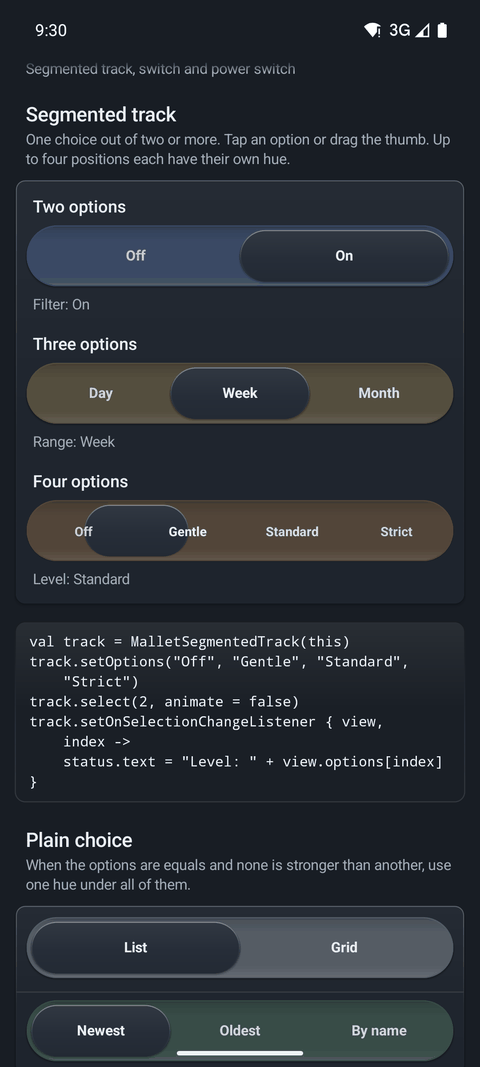 9:30
3G
Segmented track, switch and power switch
Segmented track
One choice out of two or more. Tap an option or drag the thumb. Up
to four positions each have their own hue.
Two options
Off On
Filter: On
Three options
Day Week Month
Range: Week
Four options
Off Gentle Standard Strict
Level: Standard
val track = MalletSegmentedTrack(this)
track.setOptions("Off", "Gentle", "Standard",
    "Strict")
track.select(2, animate = false)
track.setOnSelectionChangeListener { view,
    index ->
    status.text = "Level: " + view.options[index]
}
Plain choice
When the options are equals and none is stronger than another, use
one hue under all of them.
List Grid
Newest Oldest By name